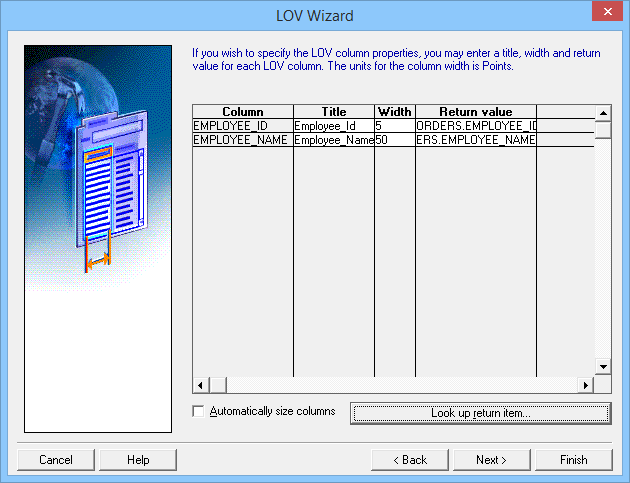 LOV Wizard
If you wish to specify the LOV column properties, you may enter a title, width and return
value for each LOV column. The units for the column width is Points.
Column Title Width Return value
EMPLOYEE_ID Employee_Id 5 ORDERS.EMPLOYEE_ID
EMPLOYEE_NAME Employee_Name 50 ERS.EMPLOYEE_NAME
Automatically size columns Look up return item...
Cancel Help < Back Next > Finish